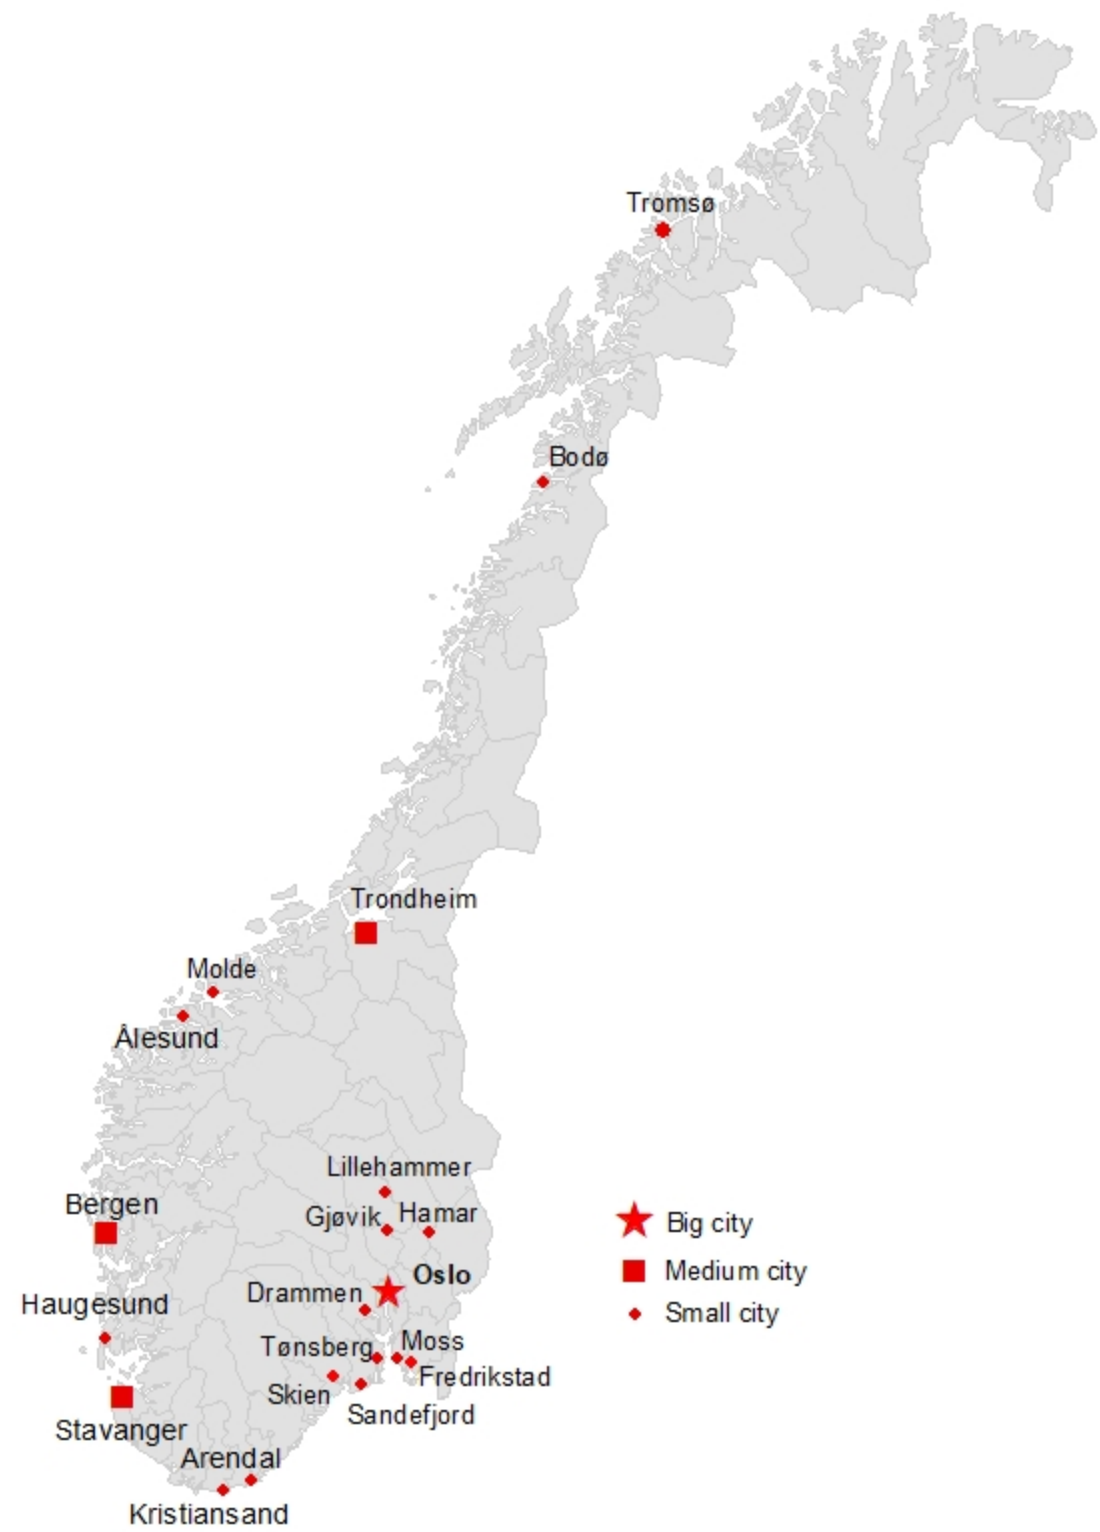 Tromsø
Bodø
Trondheim
Molde
Ålesund
Lillehammer
Bergen
Gjøvik
Hamar
Big city
Oslo
Medium city
Drammen
Haugesund
Small city
Tønsberg
Moss
Fredrikstad
Skien
Sandefjord
Stavanger
Arendal
Kristiansand